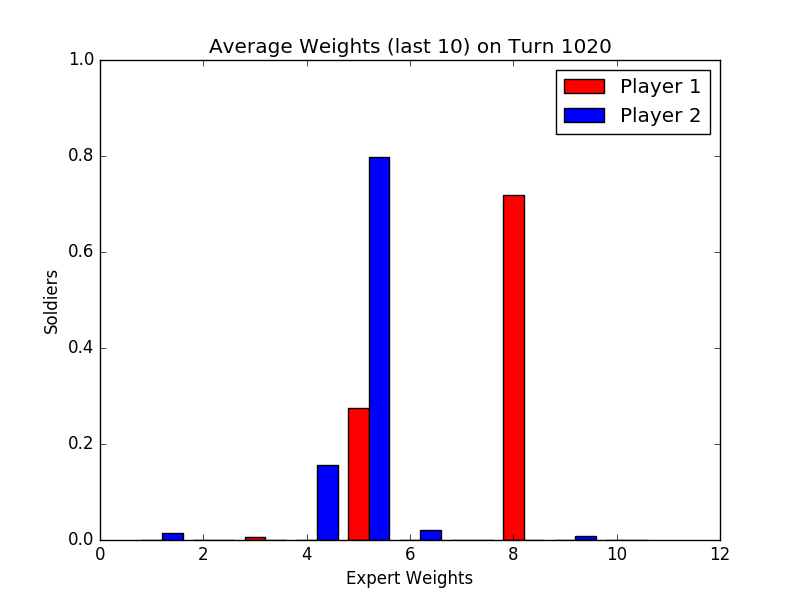 Average Weights (last 10) on Turn 1020
Player 1
Player 2
1.0
0.8
0.6
0.4
0.2
0.0
Soldiers
0 2 4 6 8 10 12
Expert Weights